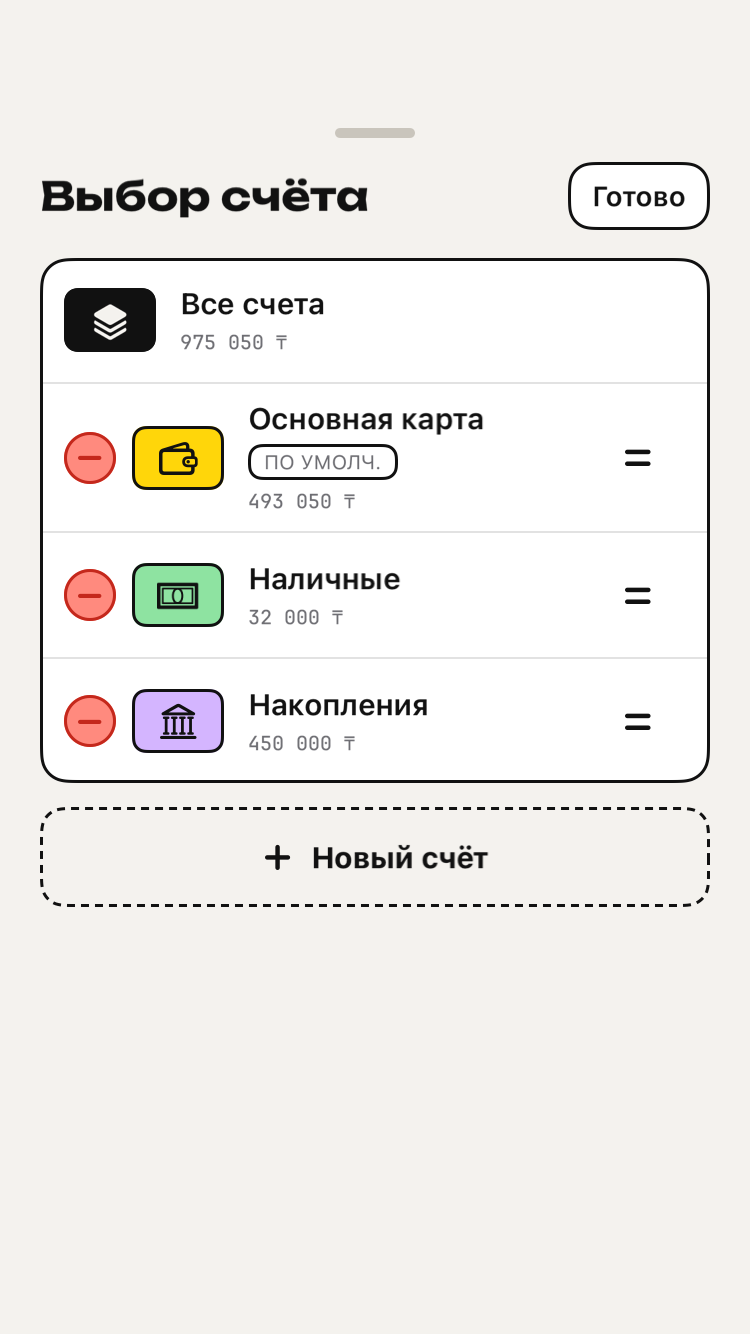 Выбор счёта
Готово
Все счета
975 050 ₸
Основная карта
ПО УМОЛЧ.
493 050 ₸
Наличные
32 000 ₸
Накопления
450 000 ₸
+ Новый счёт